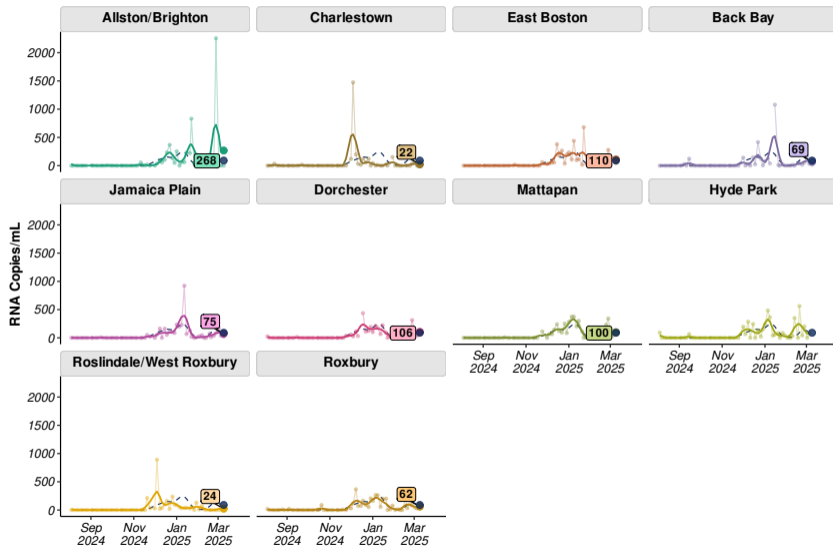 Allston/Brighton Charlestown East Boston Back Bay
2000
1500
1000
500
0
268 22 110 69
Jamaica Plain Dorchester Mattapan Hyde Park
RNA Copies/mL
2000
1500
1000
500
0
75 106 100
Sep 2024 Nov 2024 Jan 2025 Mar 2025 Sep 2024 Nov 2024 Jan 2025 Mar 2025
Roslindale/West Roxbury Roxbury
2000
1500
1000
500
0
24 62
Sep 2024 Nov 2024 Jan 2025 Mar 2025 Sep 2024 Nov 2024 Jan 2025 Mar 2025